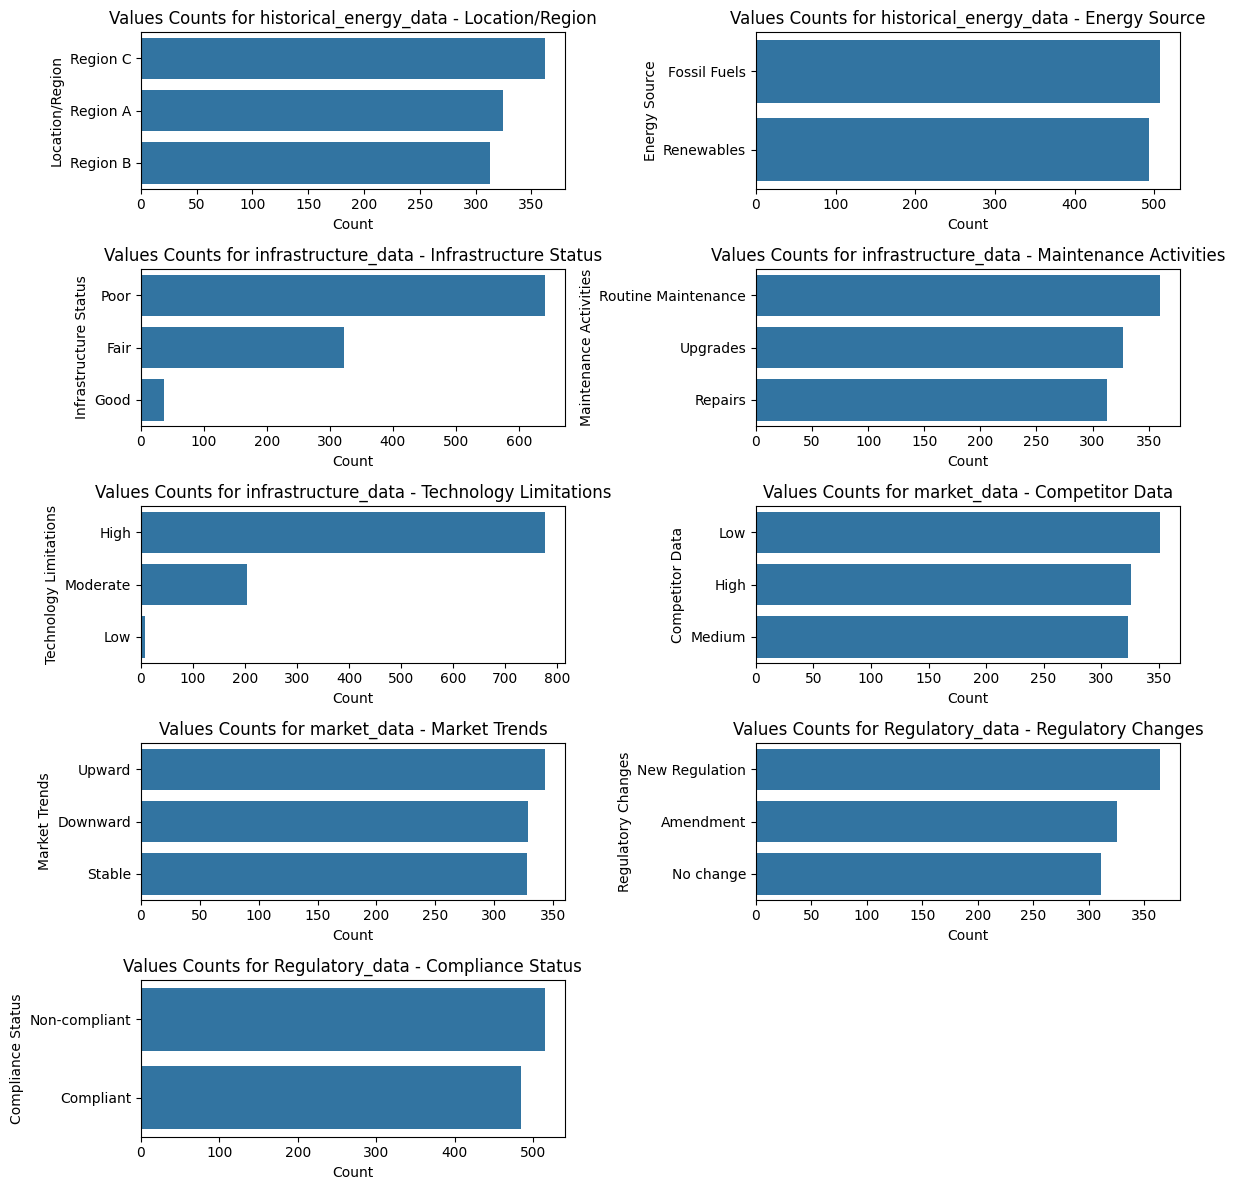 Values Counts for historical_energy_data - Location/Region
Location/Region
Region C
Region A
Region B
0 50 100 150 200 250 300 350
Count
Values Counts for historical_energy_data - Energy Source
Energy Source
Fossil Fuels
Renewables
0 100 200 300 400 500
Count
Values Counts for infrastructure_data - Infrastructure Status
Infrastructure Status
Poor
Fair
Good
0 100 200 300 400 500 600
Count
Values Counts for infrastructure_data - Maintenance Activities
Maintenance Activities
Routine Maintenance
Upgrades
Repairs
0 50 100 150 200 250 300 350
Count
Values Counts for infrastructure_data - Technology Limitations
Technology Limitations
High
Moderate
Low
0 100 200 300 400 500 600 700 800
Count
Values Counts for market_data - Competitor Data
Competitor Data
Low
High
Medium
0 50 100 150 200 250 300 350
Count
Values Counts for market_data - Market Trends
Market Trends
Upward
Downward
Stable
0 50 100 150 200 250 300 350
Count
Values Counts for Regulatory_data - Regulatory Changes
Regulatory Changes
New Regulation
Amendment
No change
0 50 100 150 200 250 300 350
Count
Values Counts for Regulatory_data - Compliance Status
Compliance Status
Non-compliant
Compliant
0 100 200 300 400 500
Count